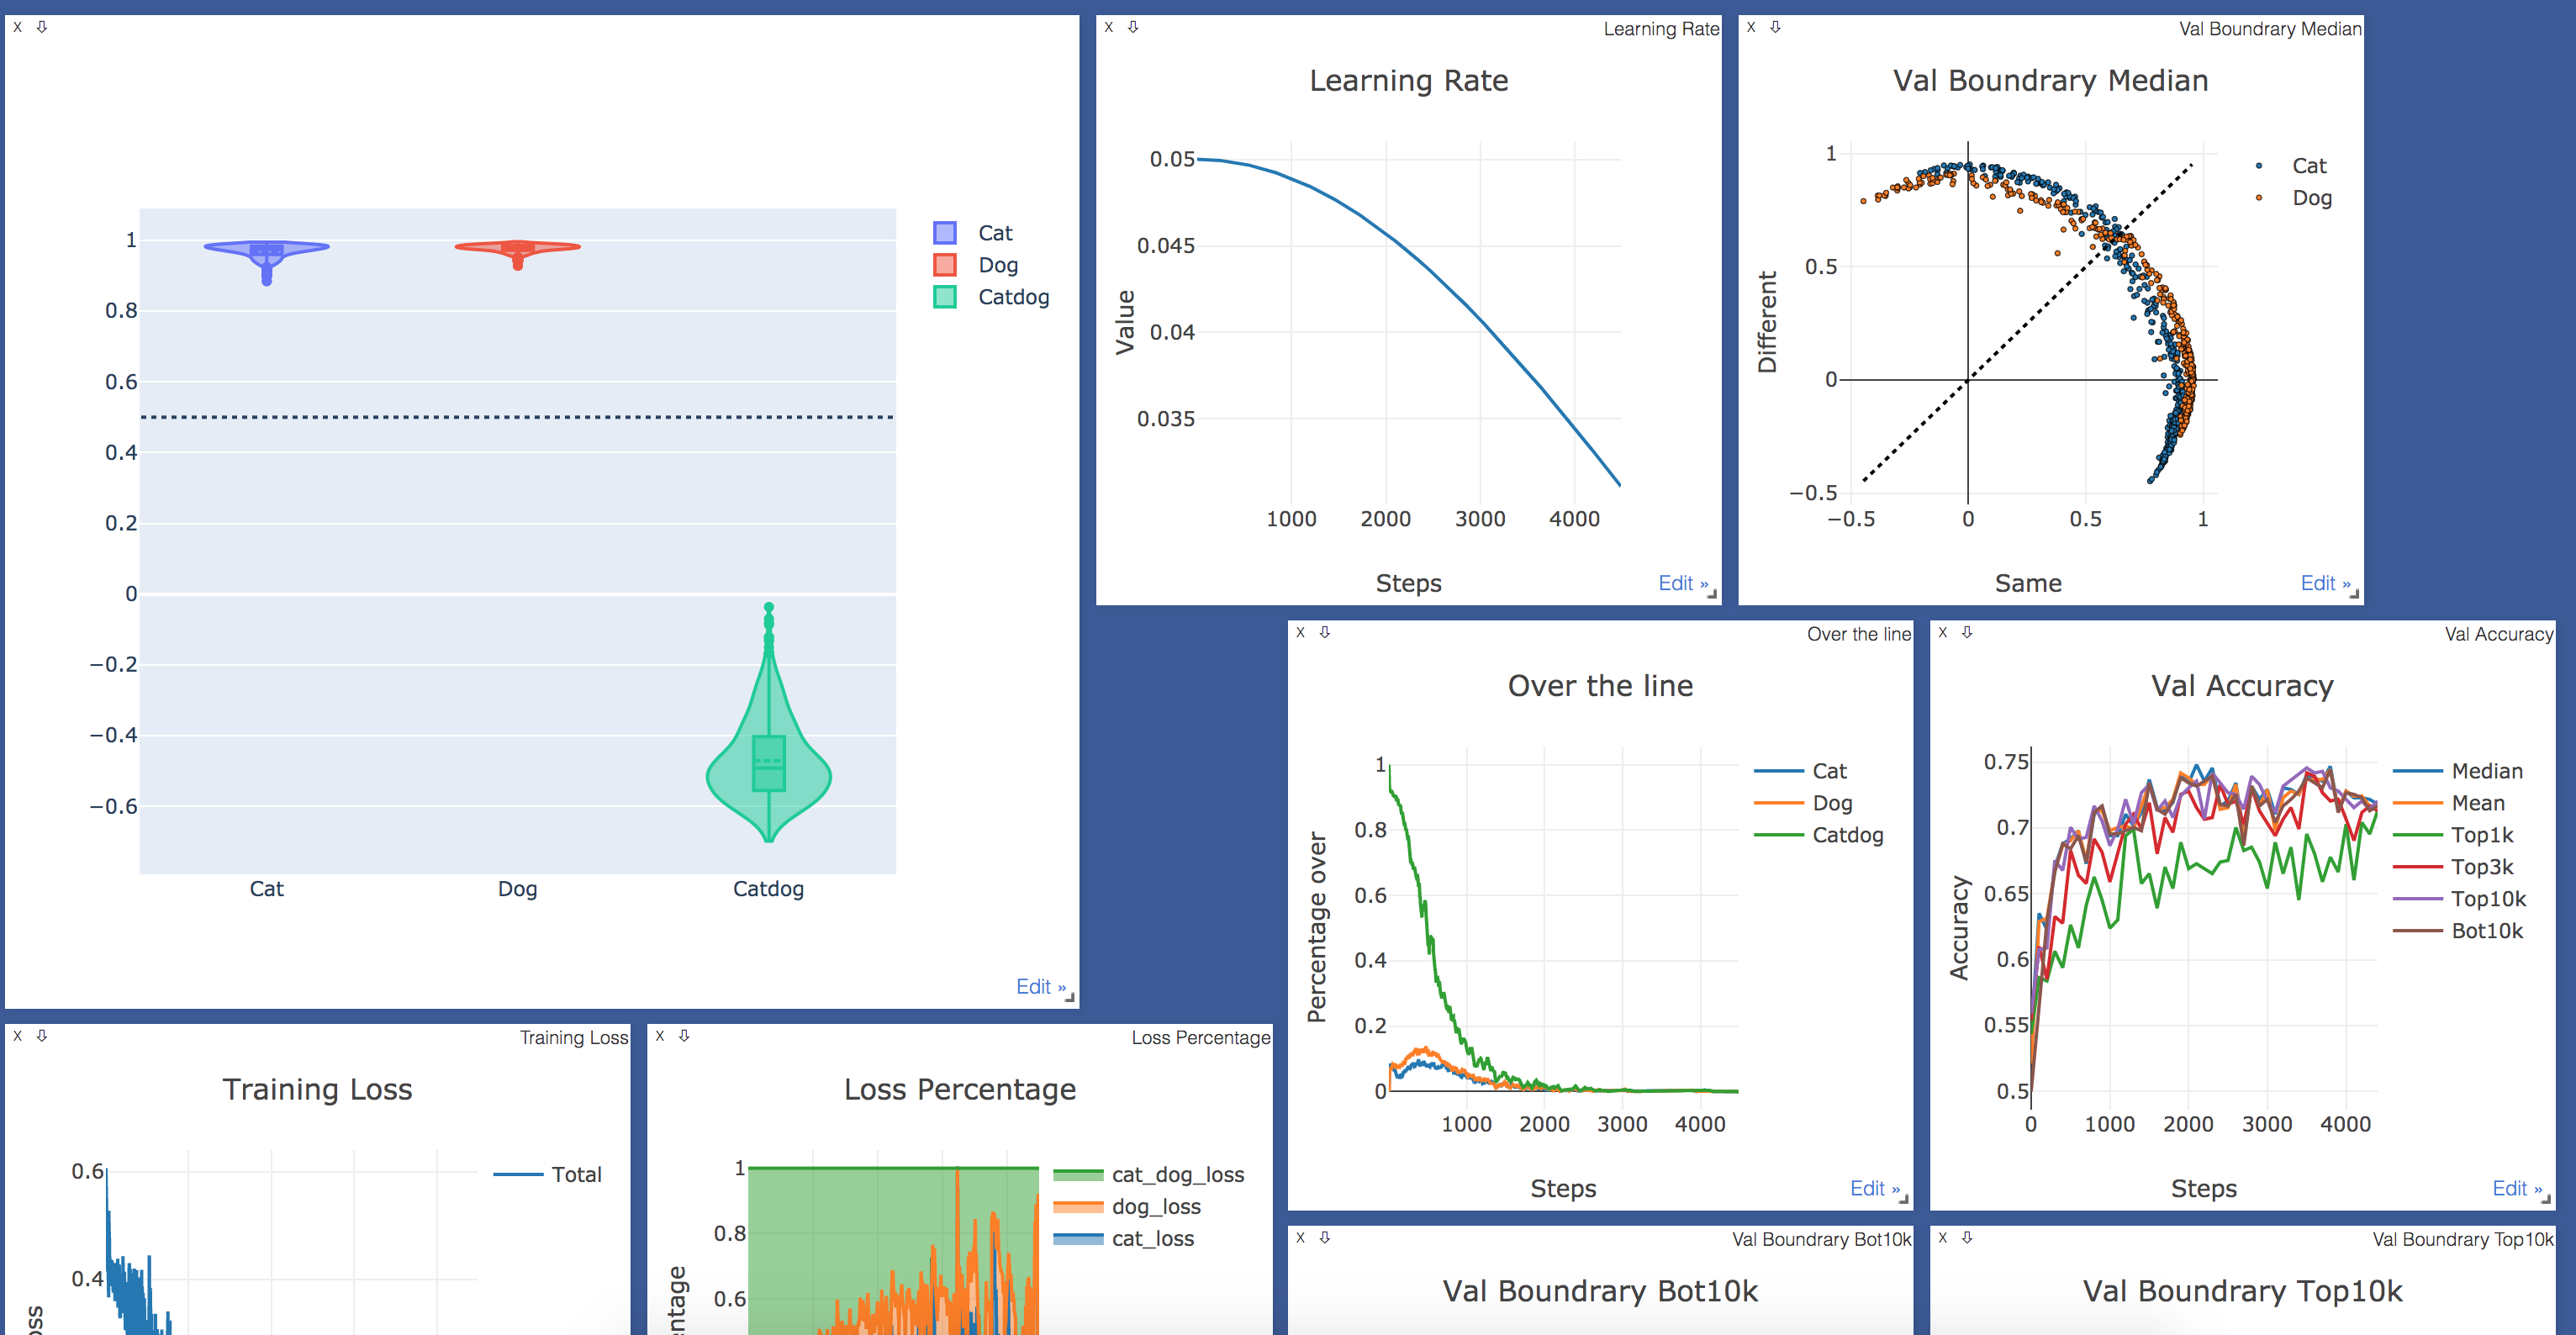 X ⇩
1
0.8
0.6
0.4
0.2
0
−0.2
−0.4
−0.6
Cat Dog Catdog
Cat
Dog
Catdog
Edit »
X ⇩ Learning Rate
Learning Rate
0.05
0.045
0.04
0.035
Value
1000 2000 3000 4000
Steps
Edit »
X ⇩ Val Boundrary Median
Val Boundrary Median
1
0.5
0
−0.5
Different
−0.5 0 0.5 1
Same
Cat
Dog
Edit »
X ⇩ Over the line
Over the line
1
0.8
0.6
0.4
0.2
0
Percentage over
1000 2000 3000 4000
Steps
Cat
Dog
Catdog
Edit »
X ⇩ Val Accuracy
Val Accuracy
0.75
0.7
0.65
0.6
0.55
0.5
Accuracy
0 1000 2000 3000 4000
Steps
Median
Mean
Top1k
Top3k
Top10k
Bot10k
Edit »
X ⇩ Training Loss
Training Loss
0.6
0.4
oss
Total
X ⇩ Loss Percentage
Loss Percentage
1
0.8
0.6
entage
cat_dog_loss
dog_loss
cat_loss
X ⇩ Val Boundrary Bot10k
Val Boundrary Bot10k
X ⇩ Val Boundrary Top10k
Val Boundrary Top10k